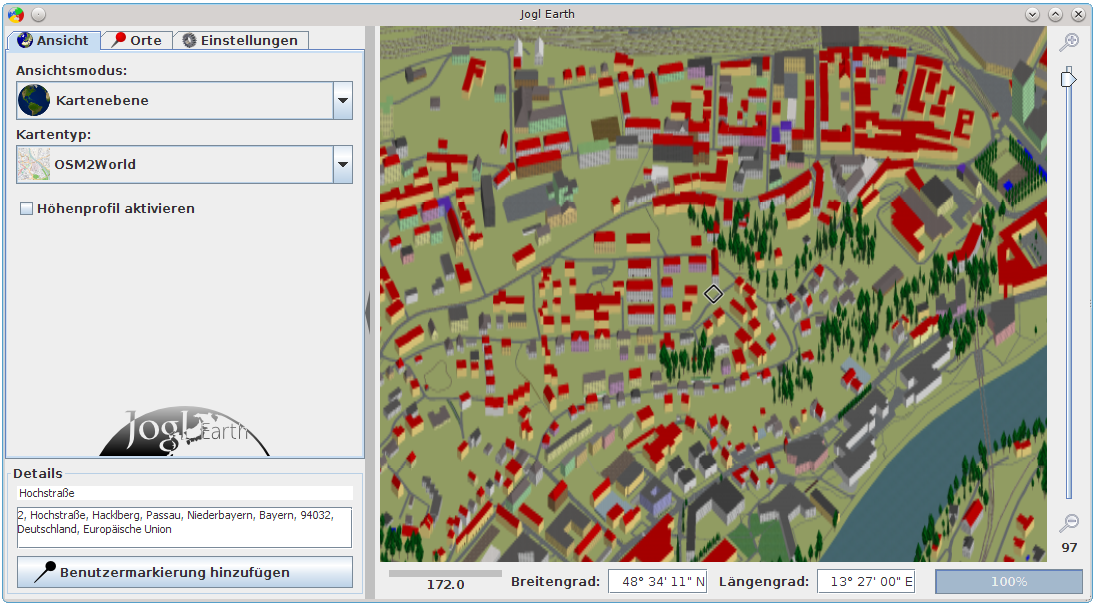 Jogl Earth
Ansicht
Orte
Einstellungen
Ansichtsmodus:
Kartenebene
Kartentyp:
OSM2World
Höhenprofil aktivieren
Jogl Earth
Details
Hochstraße
2, Hochstraße, Hacklberg, Passau, Niederbayern, Bayern, 94032,
Deutschland, Europäische Union
Benutzermarkierung hinzufügen
97
172.0
Breitengrad:
48° 34' 11" N
Längengrad:
13° 27' 00" E
100%